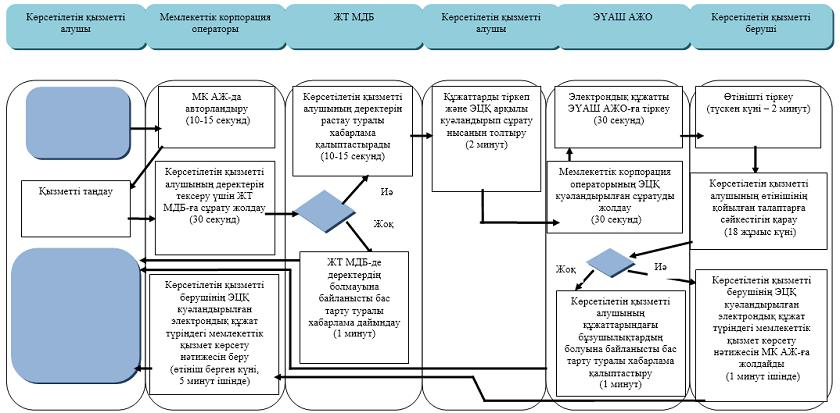 Көрсетілетін қызметті
алушы
Мемлекеттік корпорация
операторы
ЖТ МДБ
Көрсетілетін қызметті
алушы
ЭҮАШ АЖО
Көрсетілетін қызметті
беруші
Қызметті таңдау
МК АЖ-да
авторландыру
(10-15 секунд)
Көрсетілетін қызметті
алушының деректерін
тексеру үшін ЖТ
МДБ-ға сұрату жолдау
(30 секунд)
Көрсетілетін қызметті
берушінің ЭЦҚ
куәландырылған
электрондық құжат
түріндегі мемлекеттік
қызмет көрсету
нәтижесін беру
(өтініш берген күні,
5 минут ішінде)
Көрсетілетін қызметті
алушының деректерін
растау туралы
хабарлама
қалыптастырады
(10-15 секунд)
Иә
Жоқ
ЖТ МДБ-де
деректердің
болмауына
байланысты бас
тарту туралы
хабарлама дайындау
(1 минут)
Құжаттарды тіркеп
және ЭЦҚ арқылы
куәландырып сұрату
нысанын толтыру
(2 минут)
Электрондық құжатты
ЭҮАШ АЖО-ға тіркеу
(30 секунд)
Мемлекеттік корпорация
операторының ЭЦҚ
куәландырылған сұратуды
жолдау
(30 секунд)
Жоқ
Иә
Көрсетілетін қызметті
алушының
құжаттарындағы
бұзушылықтардың
болуына байланысты бас
тарту туралы хабарлама
қалыптастыру
(1 минут)
Өтінішті тіркеу
(түскен күні – 2 минут)
Көрсетілетін қызметті
алушының өтінішінің
қойылған талаптарға
сәйкестігін қарау
(18 жұмыс күні)
Көрсетілетін қызметті
берушінің ЭЦҚ
куәландырылған
электрондық құжат
түріндегі мемлекеттік
қызмет көрсету
нәтижесін МК АЖ-ға
жолдайды
(1 минут ішінде)